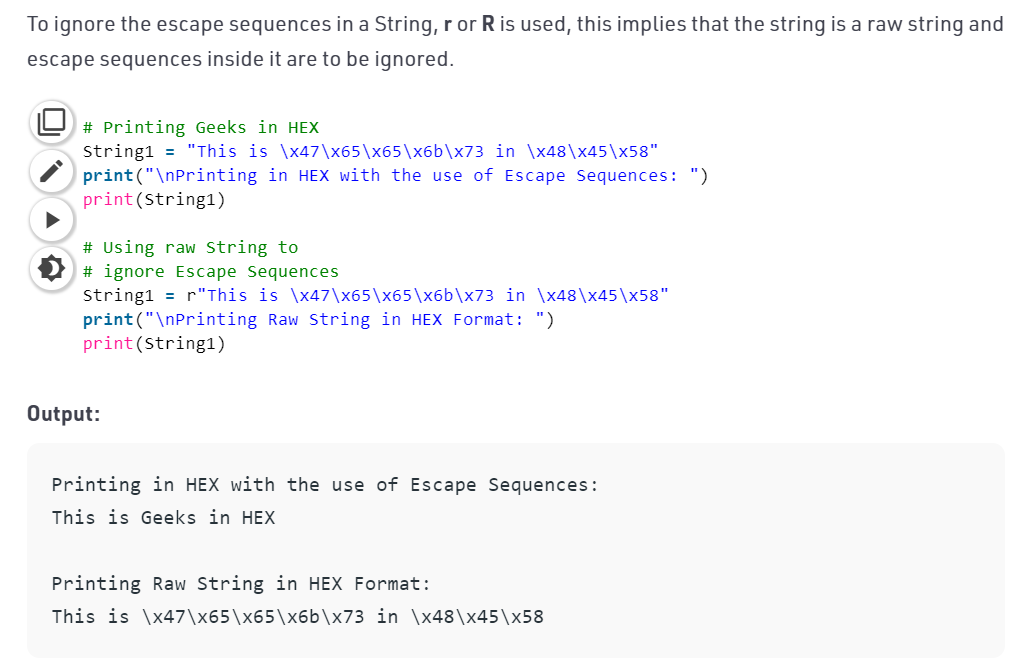 To ignore the escape sequences in a String, r or R is used, this implies that the string is a raw string and
escape sequences inside it are to be ignored.
# Printing Geeks in HEX
String1 = "This is \x47\x65\x65\x6b\x73 in \x48\x45\x58"
print("\nPrinting in HEX with the use of Escape Sequences: ")
print(String1)
# Using raw String to
# ignore Escape Sequences
String1 = r"This is \x47\x65\x65\x6b\x73 in \x48\x45\x58"
print("\nPrinting Raw String in HEX Format: ")
print(String1)
Output:
Printing in HEX with the use of Escape Sequences:
This is Geeks in HEX
Printing Raw String in HEX Format:
This is \x47\x65\x65\x6b\x73 in \x48\x45\x58